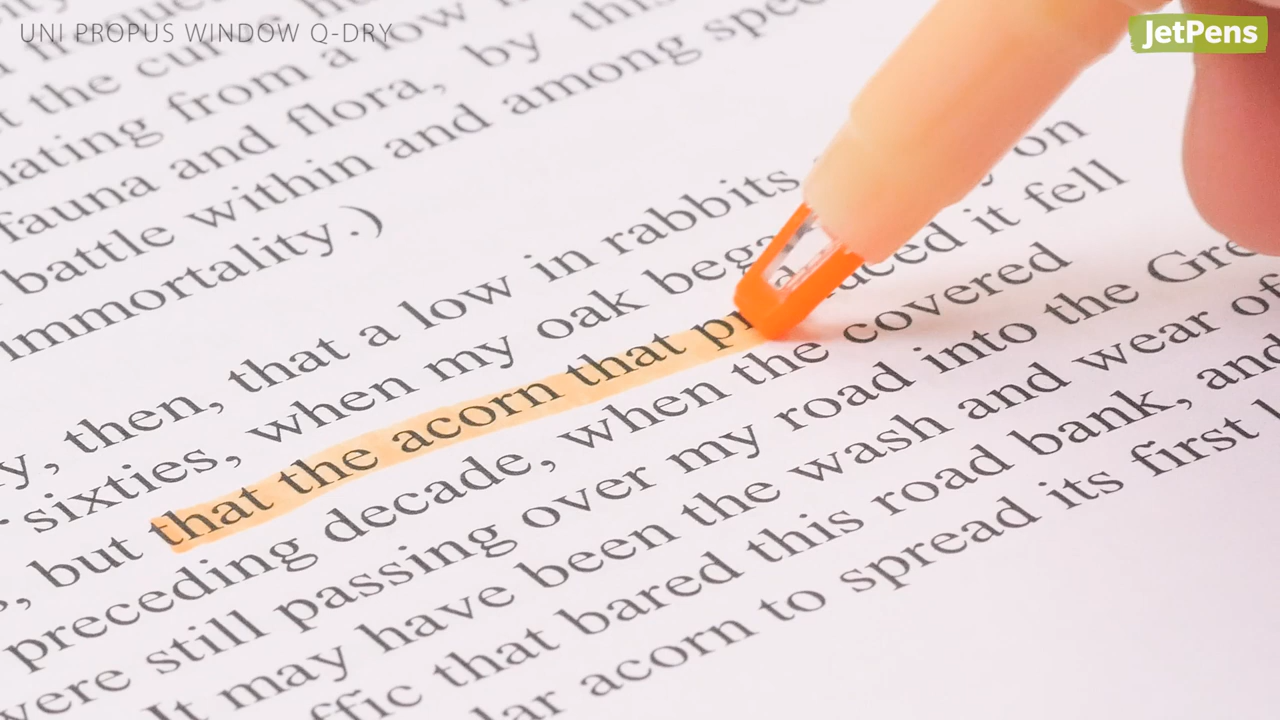 UNI PROPUS WINDOW Q-DRY
JetPens
t the cure
nating from a low
fauna and flora, by this
battle within and among spe
immortality.)
y, then, that a low in rabbits on
sixties, when my oak bega
, but that the acorn that pr duced it fell
preceding decade, when the covered
were still passing over my road into the Gre
It may have been the wash and wear of
ffic that bared this road bank, and
lar acorn to spread its first l